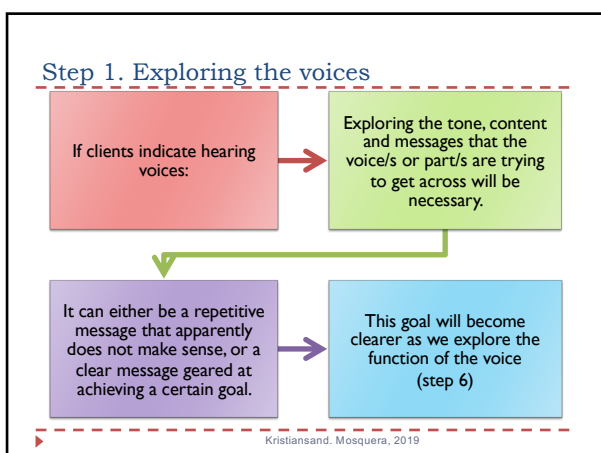 Step 1. Exploring the voices
If clients indicate hearing
voices:
Exploring the tone, content
and messages that the
voice/s or part/s are trying
to get across will be
necessary.
It can either be a repetitive
message that apparently
does not make sense, or a
clear message geared at
achieving a certain goal.
This goal will become
clearer as we explore the
function of the voice
(step 6)
Kristiansand. Mosquera, 2019